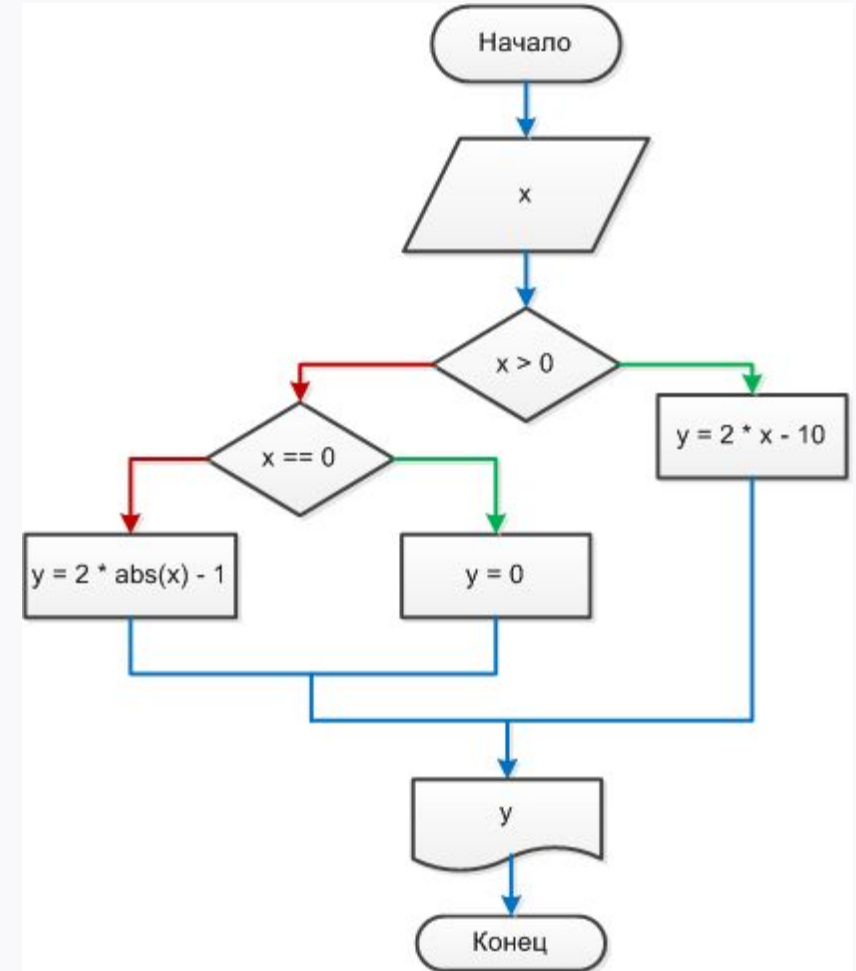 Начало
x
x > 0
y = 2 * x - 10
x == 0
y = 2 * abs(x) - 1
y = 0
y
Конец